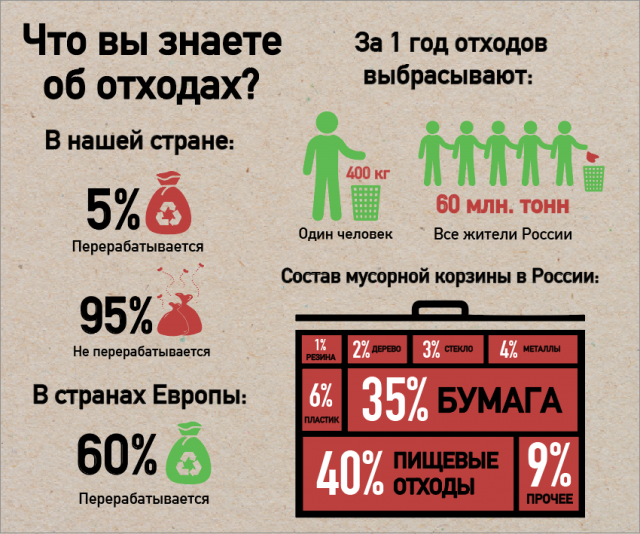 Что вы знаете
об отходах?
В нашей стране:
5%
Перерабатывается
95%
Не перерабатывается
В странах Европы:
60%
Перерабатывается
За 1 год отходов
выбрасывают:
400 кг
Один человек
60 млн. тонн
Все жители России
Состав мусорной корзины в России:
1%
РЕЗИНА
2% ДЕРЕВО
3% СТЕКЛО
4% МЕТАЛЛЫ
6%
ПЛАСТИК
35% БУМАГА
40% ПИЩЕВЫЕ
ОТХОДЫ
9%
ПРОЧЕЕ